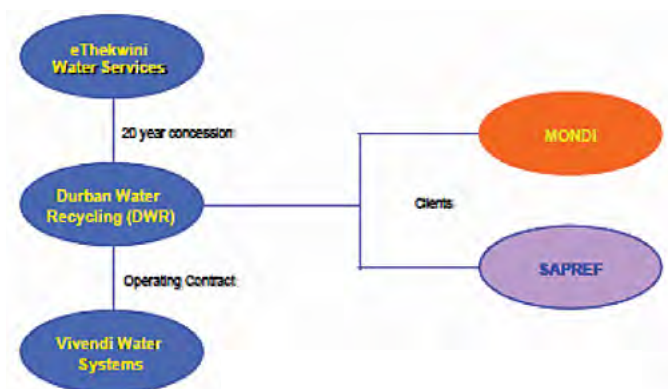 eThekwini
Water Services
20 year concession
MONDI
Durban Water
Recycling (DWR)
Clients
Operating Contract
SAPREF
Vivendi Water
Systems